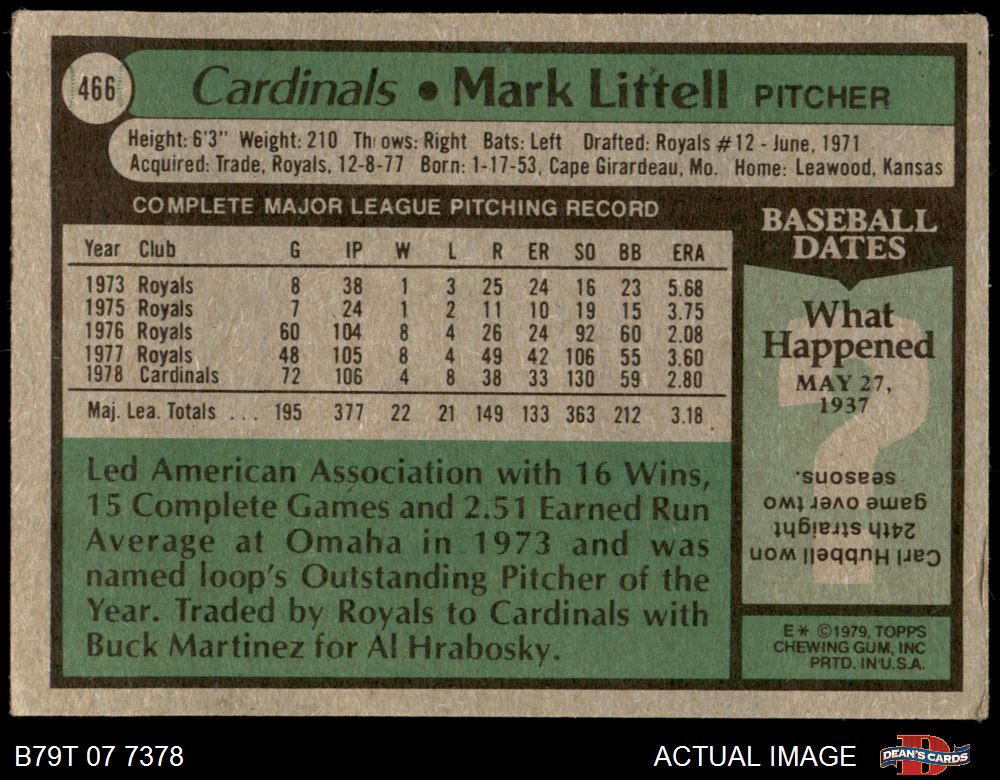 466
Cardinals • Mark Littell PITCHER
Height: 6'3" Weight: 210 Throws: Right Bats: Left Drafted: Royals #12 - June, 1971
Acquired: Trade, Royals, 12-8-77 Born: 1-17-53, Cape Girardeau, Mo. Home: Leawood, Kansas
COMPLETE MAJOR LEAGUE PITCHING RECORD
Year Club G IP W L R ER SO BB ERA
1973 Royals 8 38 1 3 25 24 16 23 5.68
1975 Royals 7 24 1 2 11 10 19 15 3.75
1976 Royals 60 104 8 4 26 24 92 60 2.08
1977 Royals 48 105 8 4 49 42 106 55 3.60
1978 Cardinals 72 106 4 8 38 33 130 59 2.80
Maj. Lea. Totals ... 195 377 22 21 149 133 363 212 3.18
Led American Association with 16 Wins,
15 Complete Games and 2.51 Earned Run
Average at Omaha in 1973 and was
named loop's Outstanding Pitcher of the
Year. Traded by Royals to Cardinals with
Buck Martinez for Al Hrabosky.
BASEBALL
DATES
What
Happened
MAY 27,
1937
?
Carl Hubbell won
24th straight
game over two
seasons.
E* ©1979, TOPPS
CHEWING GUM, INC
PRTD. IN U.S.A.
B79T 07 7378
ACTUAL IMAGE
D
DEAN'S CARDS